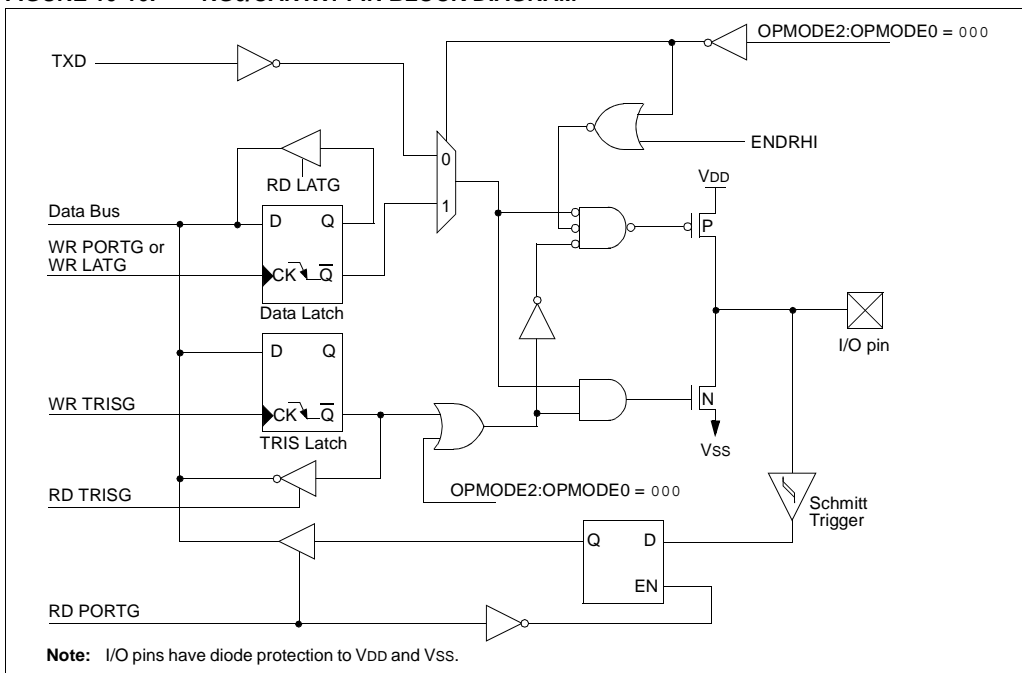 OPMODE2:OPMODE0 = 000
TXD
ENDRHI
0
RD LATG
VDD
Data Bus
D Q
1
P
WR PORTG or
WR LATG
CK Q
Data Latch
I/O pin
D Q
WR TRISG
CK Q
N
TRIS Latch
VSS
OPMODE2:OPMODE0 = 000
RD TRISG
Schmitt
Trigger
Q D
EN
RD PORTG
Note: I/O pins have diode protection to VDD and VSS.